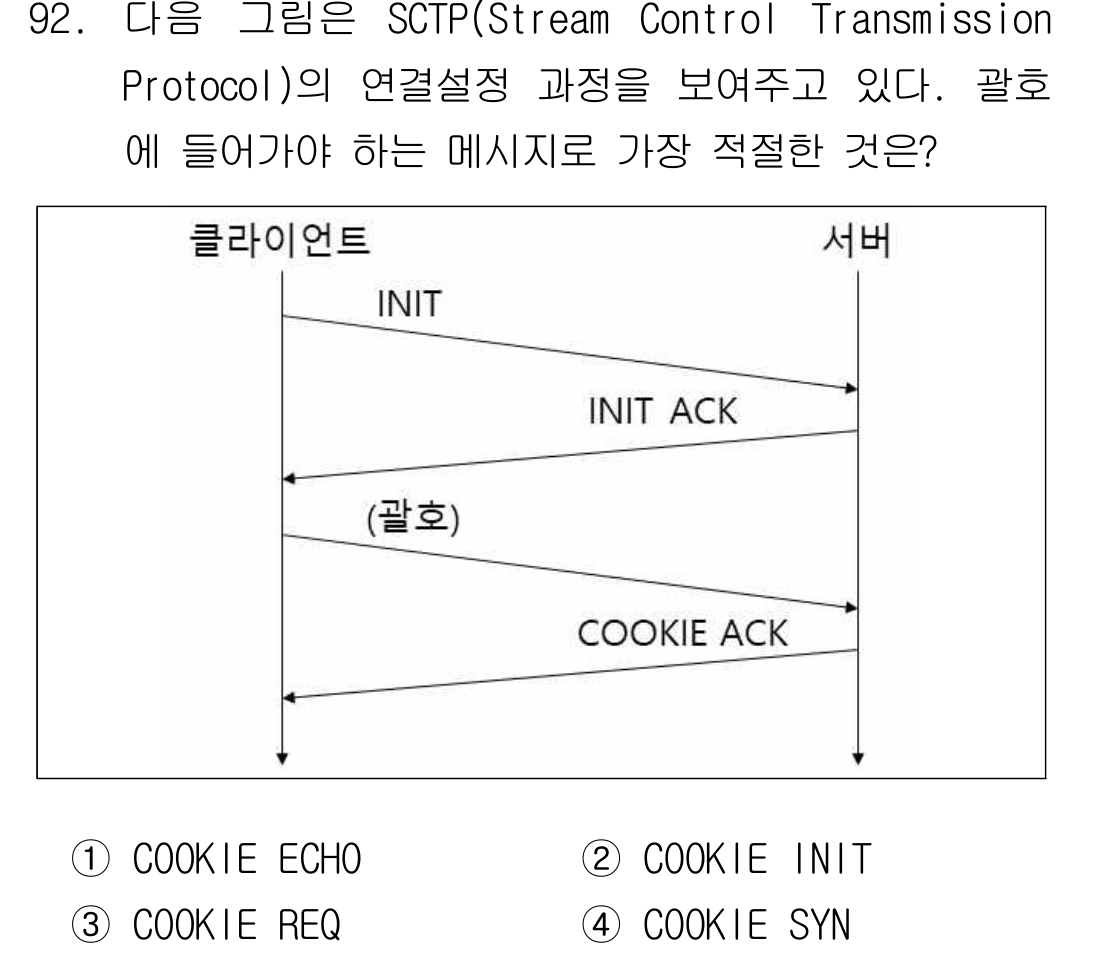 92. 다음 그림은 SCTP(Stream Control Transmission
Protocol)의 연결설정 과정을 보여주고 있다. 괄호
에 들어가야 하는 메시지로 가장 적절한 것은?
클라이언트 서버
INIT
INIT ACK
(괄호)
COOKIE ACK
① COOKIE ECHO ② COOKIE INIT
③ COOKIE REQ ④ COOKIE SYN